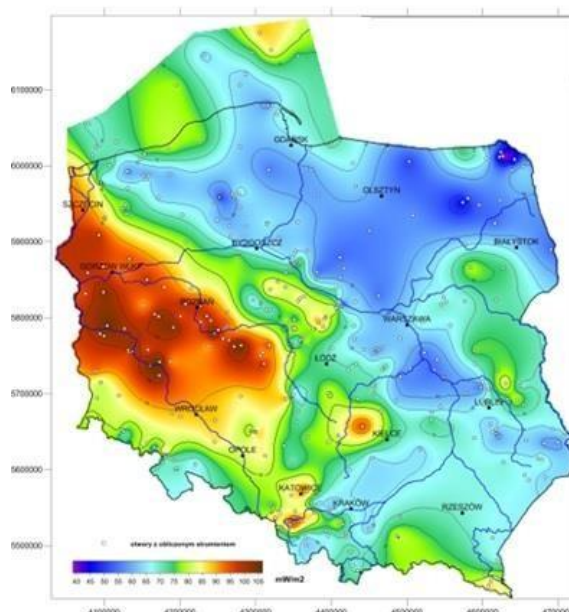 6100000
6000000
GDAŃSK
OLSZTYN
SZCZECIN
5900000
BYDGOSZCZ
BIAŁYSTOK
GORZÓW WLKP.
POZNAŃ
5800000
WARSZAWA
ŁÓDŹ
5700000
WROCŁAW
LUBLIN
KIELCE
OPOLE
5600000
KATOWICE
KRAKÓW
RZESZÓW
otwory z obliczonym strumieniem
5500000
40 45 50 55 60 65 70 75 80 85 90 95 100 105
mW/m2